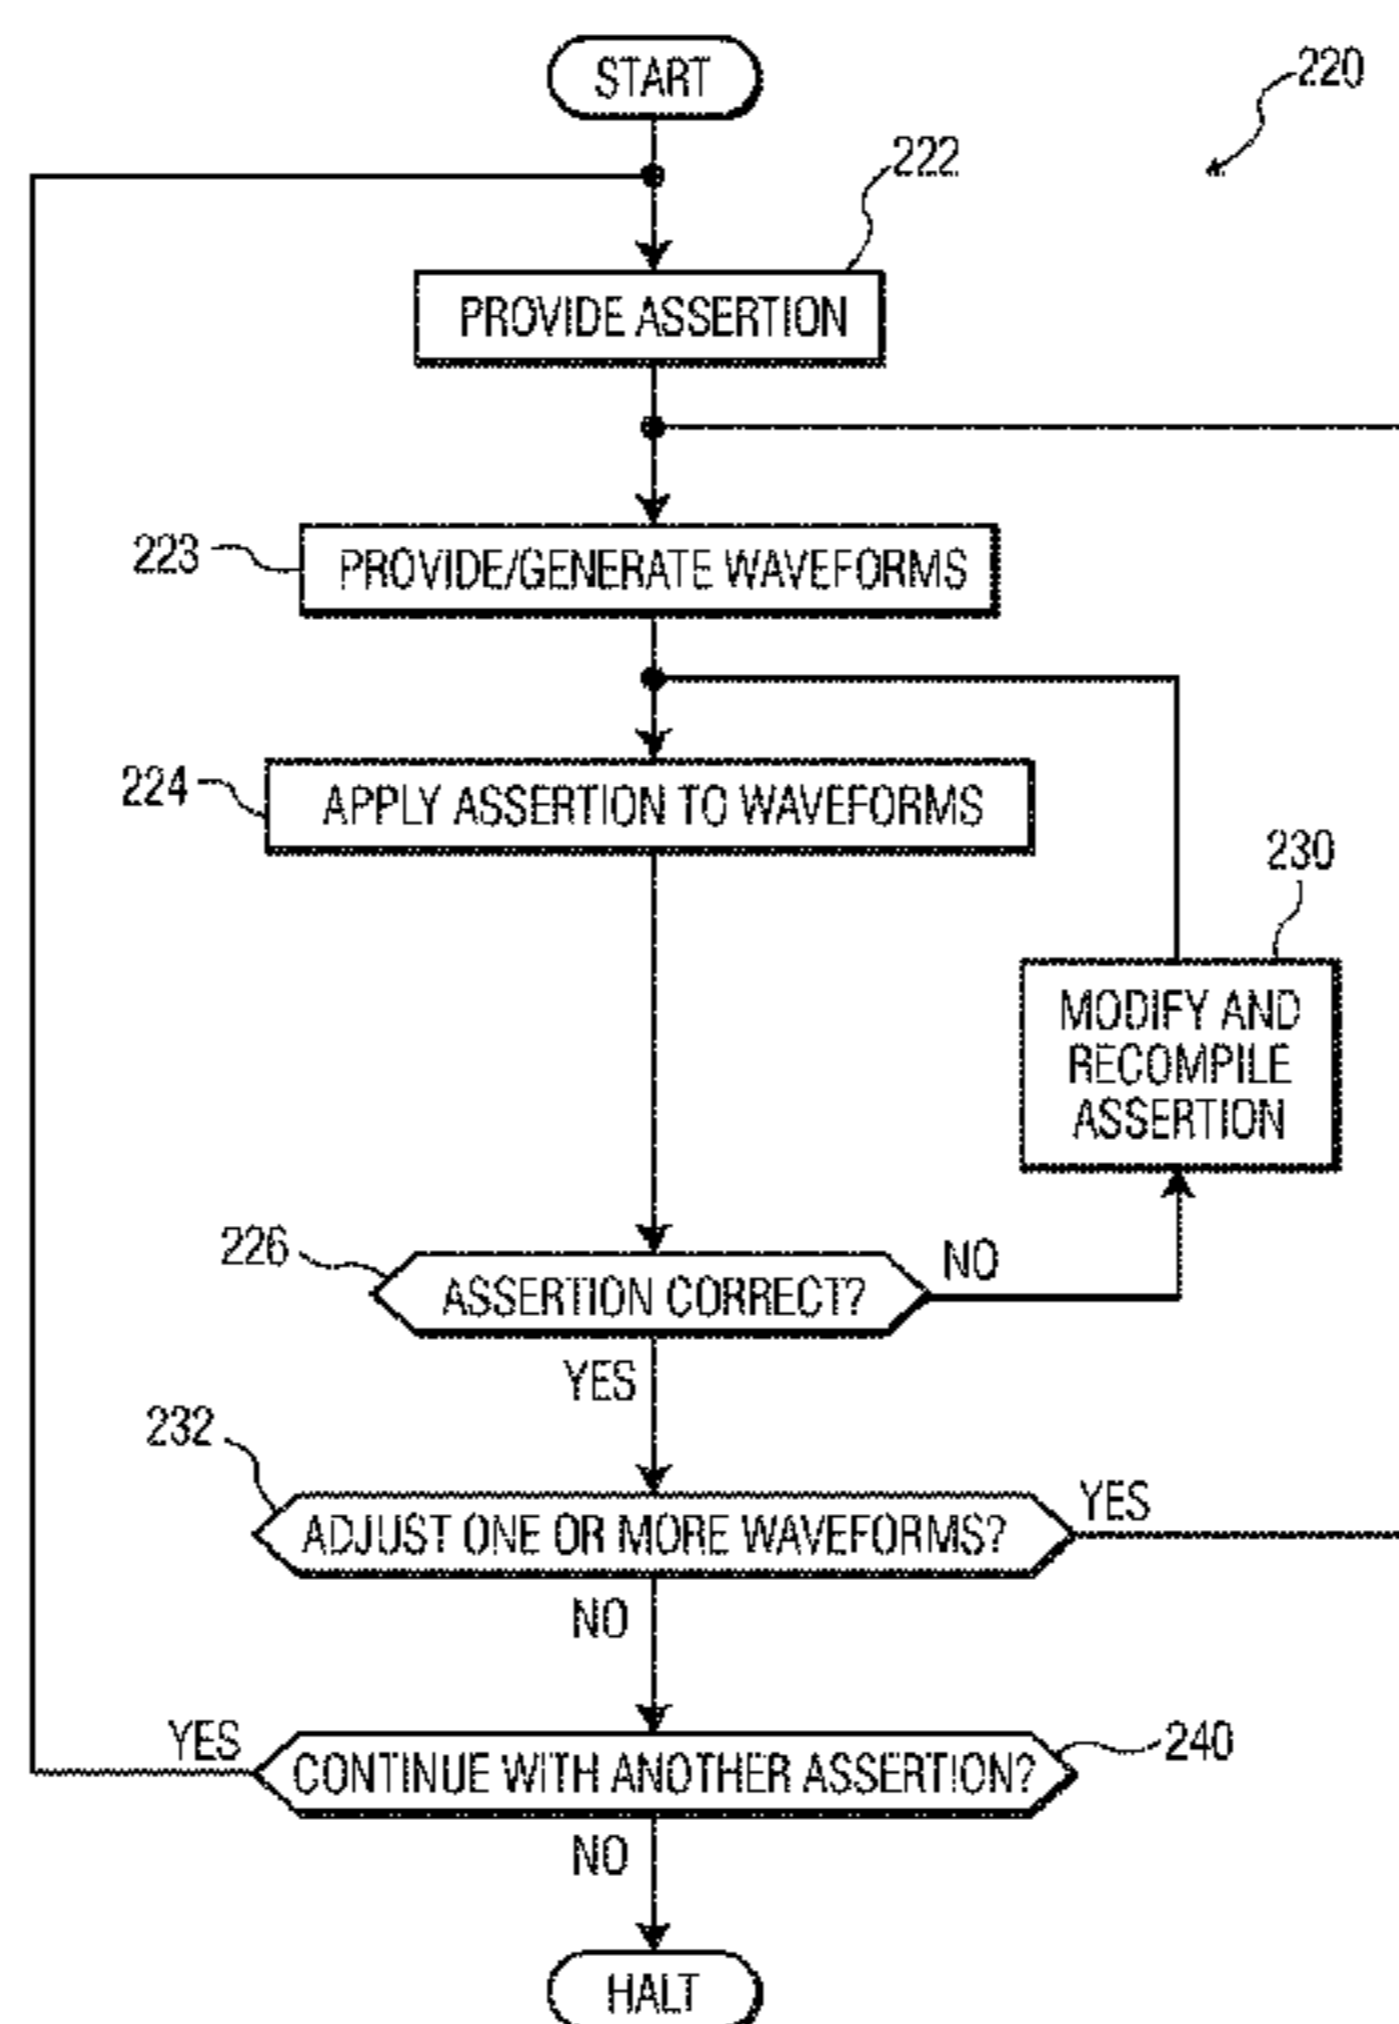 START
220
222
PROVIDE ASSERTION
223
PROVIDE/GENERATE WAVEFORMS
224
APPLY ASSERTION TO WAVEFORMS
230
MODIFY AND
RECOMPILE
ASSERTION
226
ASSERTION CORRECT?
NO
YES
232
ADJUST ONE OR MORE WAVEFORMS?
YES
NO
YES
CONTINUE WITH ANOTHER ASSERTION?
240
NO
HALT